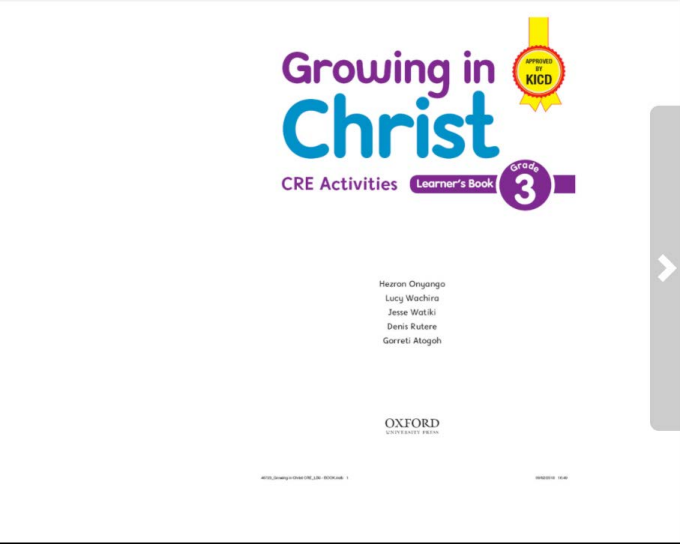 Growing in
Christ
APPROVED
BY
KICD
CRE Activities Learner's Book Grade 3
Hezron Onyango
Lucy Wachira
Jesse Watiki
Denis Rutere
Gorreti Atogoh
OXFORD
UNIVERSITY PRESS